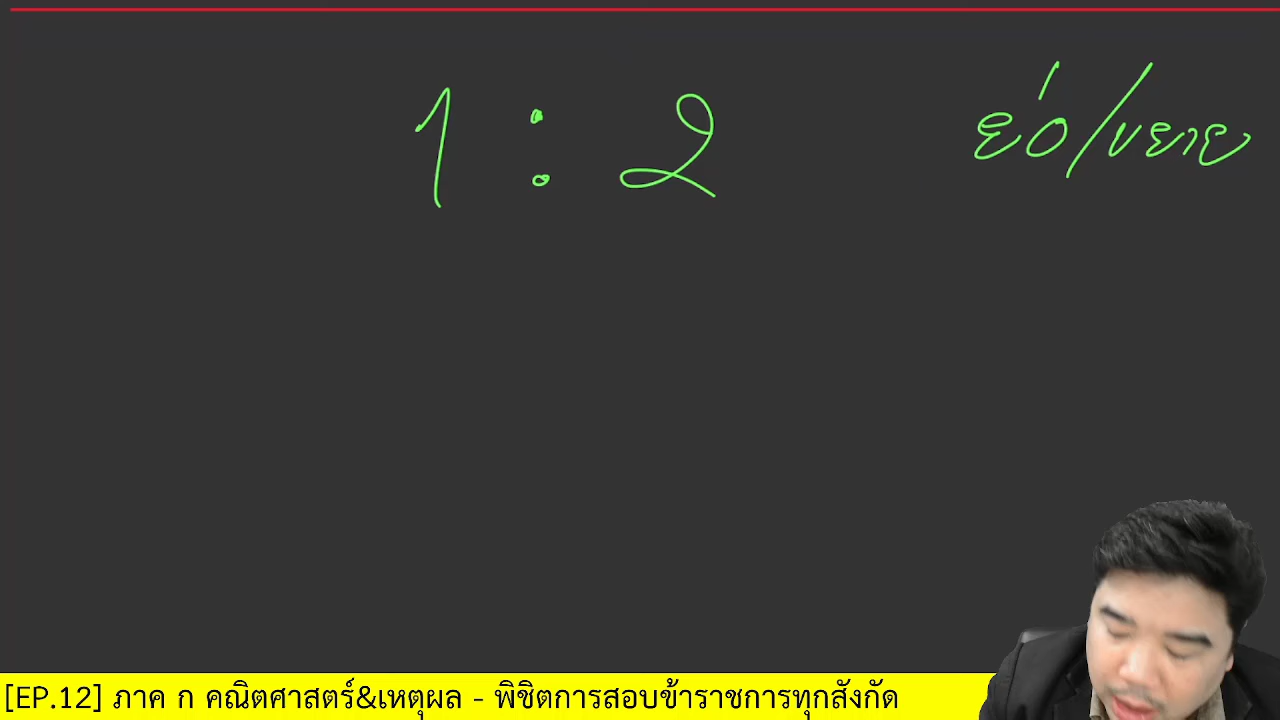 1 : 2
ย่อ/ขยาย
[EP.12] ภาค ก คณิตศาสตร์&เหตุผล - พิชิตการสอบข้าราชการทุกสังกัด